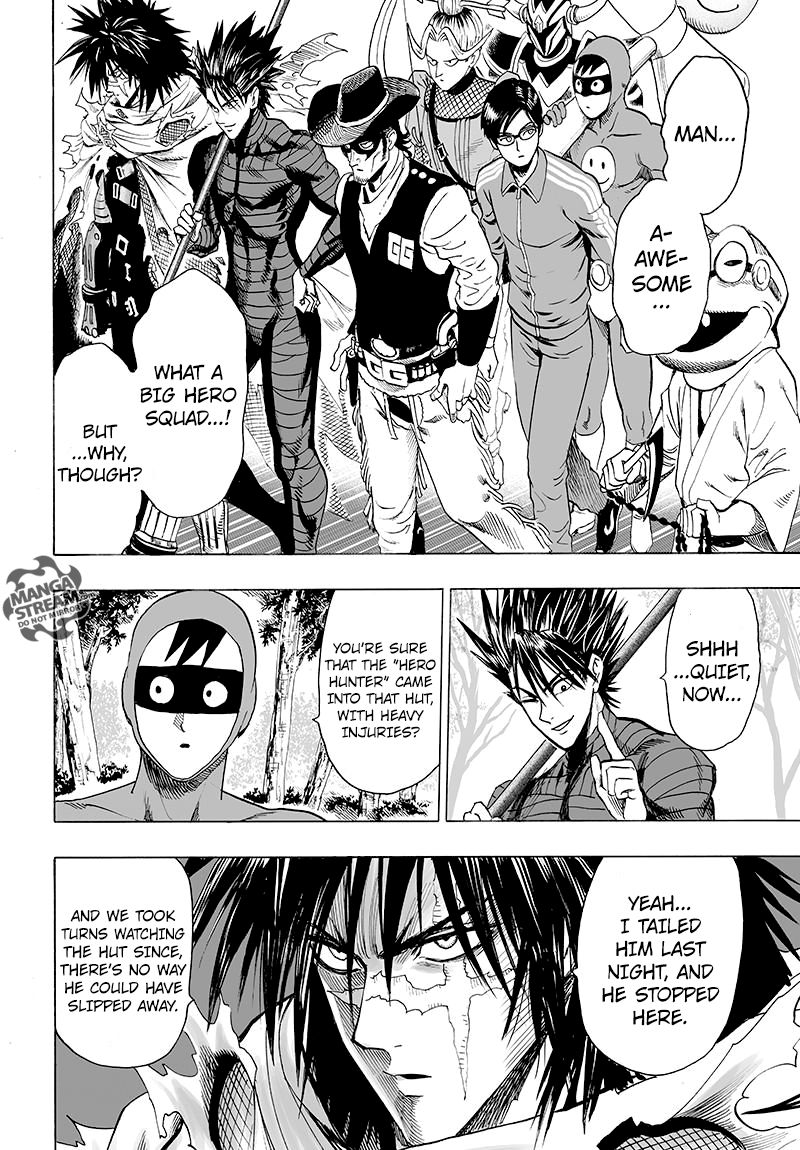 MAN...
A-
AWE-
SOME
...
WHAT A
BIG HERO
SQUAD...!
BUT
...WHY,
THOUGH?
GG
GG
MANGA
STREAM
DO NOT MIRROR!
SHHH
...QUIET,
NOW...
YOU'RE SURE
THAT THE "HERO
HUNTER" CAME
INTO THAT HUT,
WITH HEAVY
INJURIES?
YEAH...
I TAILED
HIM LAST
NIGHT, AND
HE STOPPED
HERE.
AND WE TOOK
TURNS WATCHING
THE HUT SINCE,
THERE'S NO WAY
HE COULD HAVE
SLIPPED AWAY.